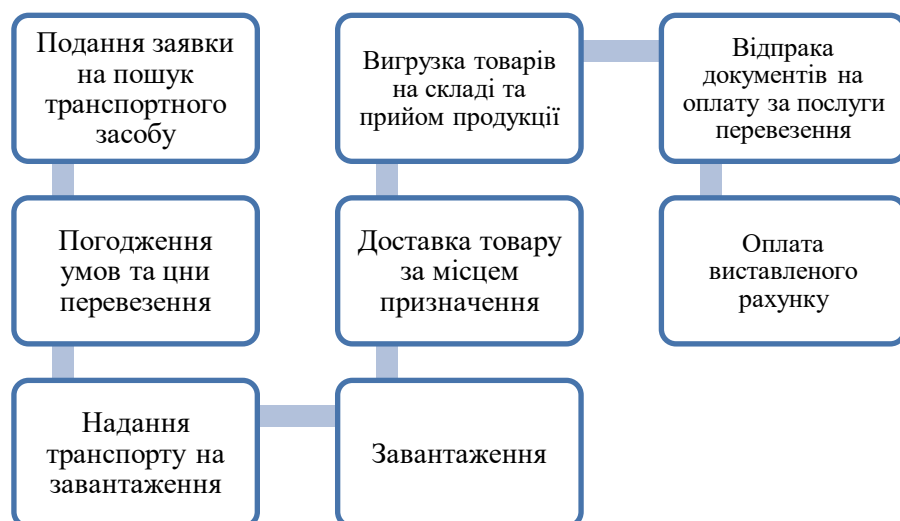 Подання заявки
на пошук
транспортного
засобу
Погодження
умов та цни
перевезення
Надання
транспорту на
завантаження
Завантаження
Доставка товару
за місцем
призначення
Вигрузка товарів
на складі та
прийом продукції
Відпрака
документів на
оплату за послуги
перевезення
Оплата
виставленого
рахунку